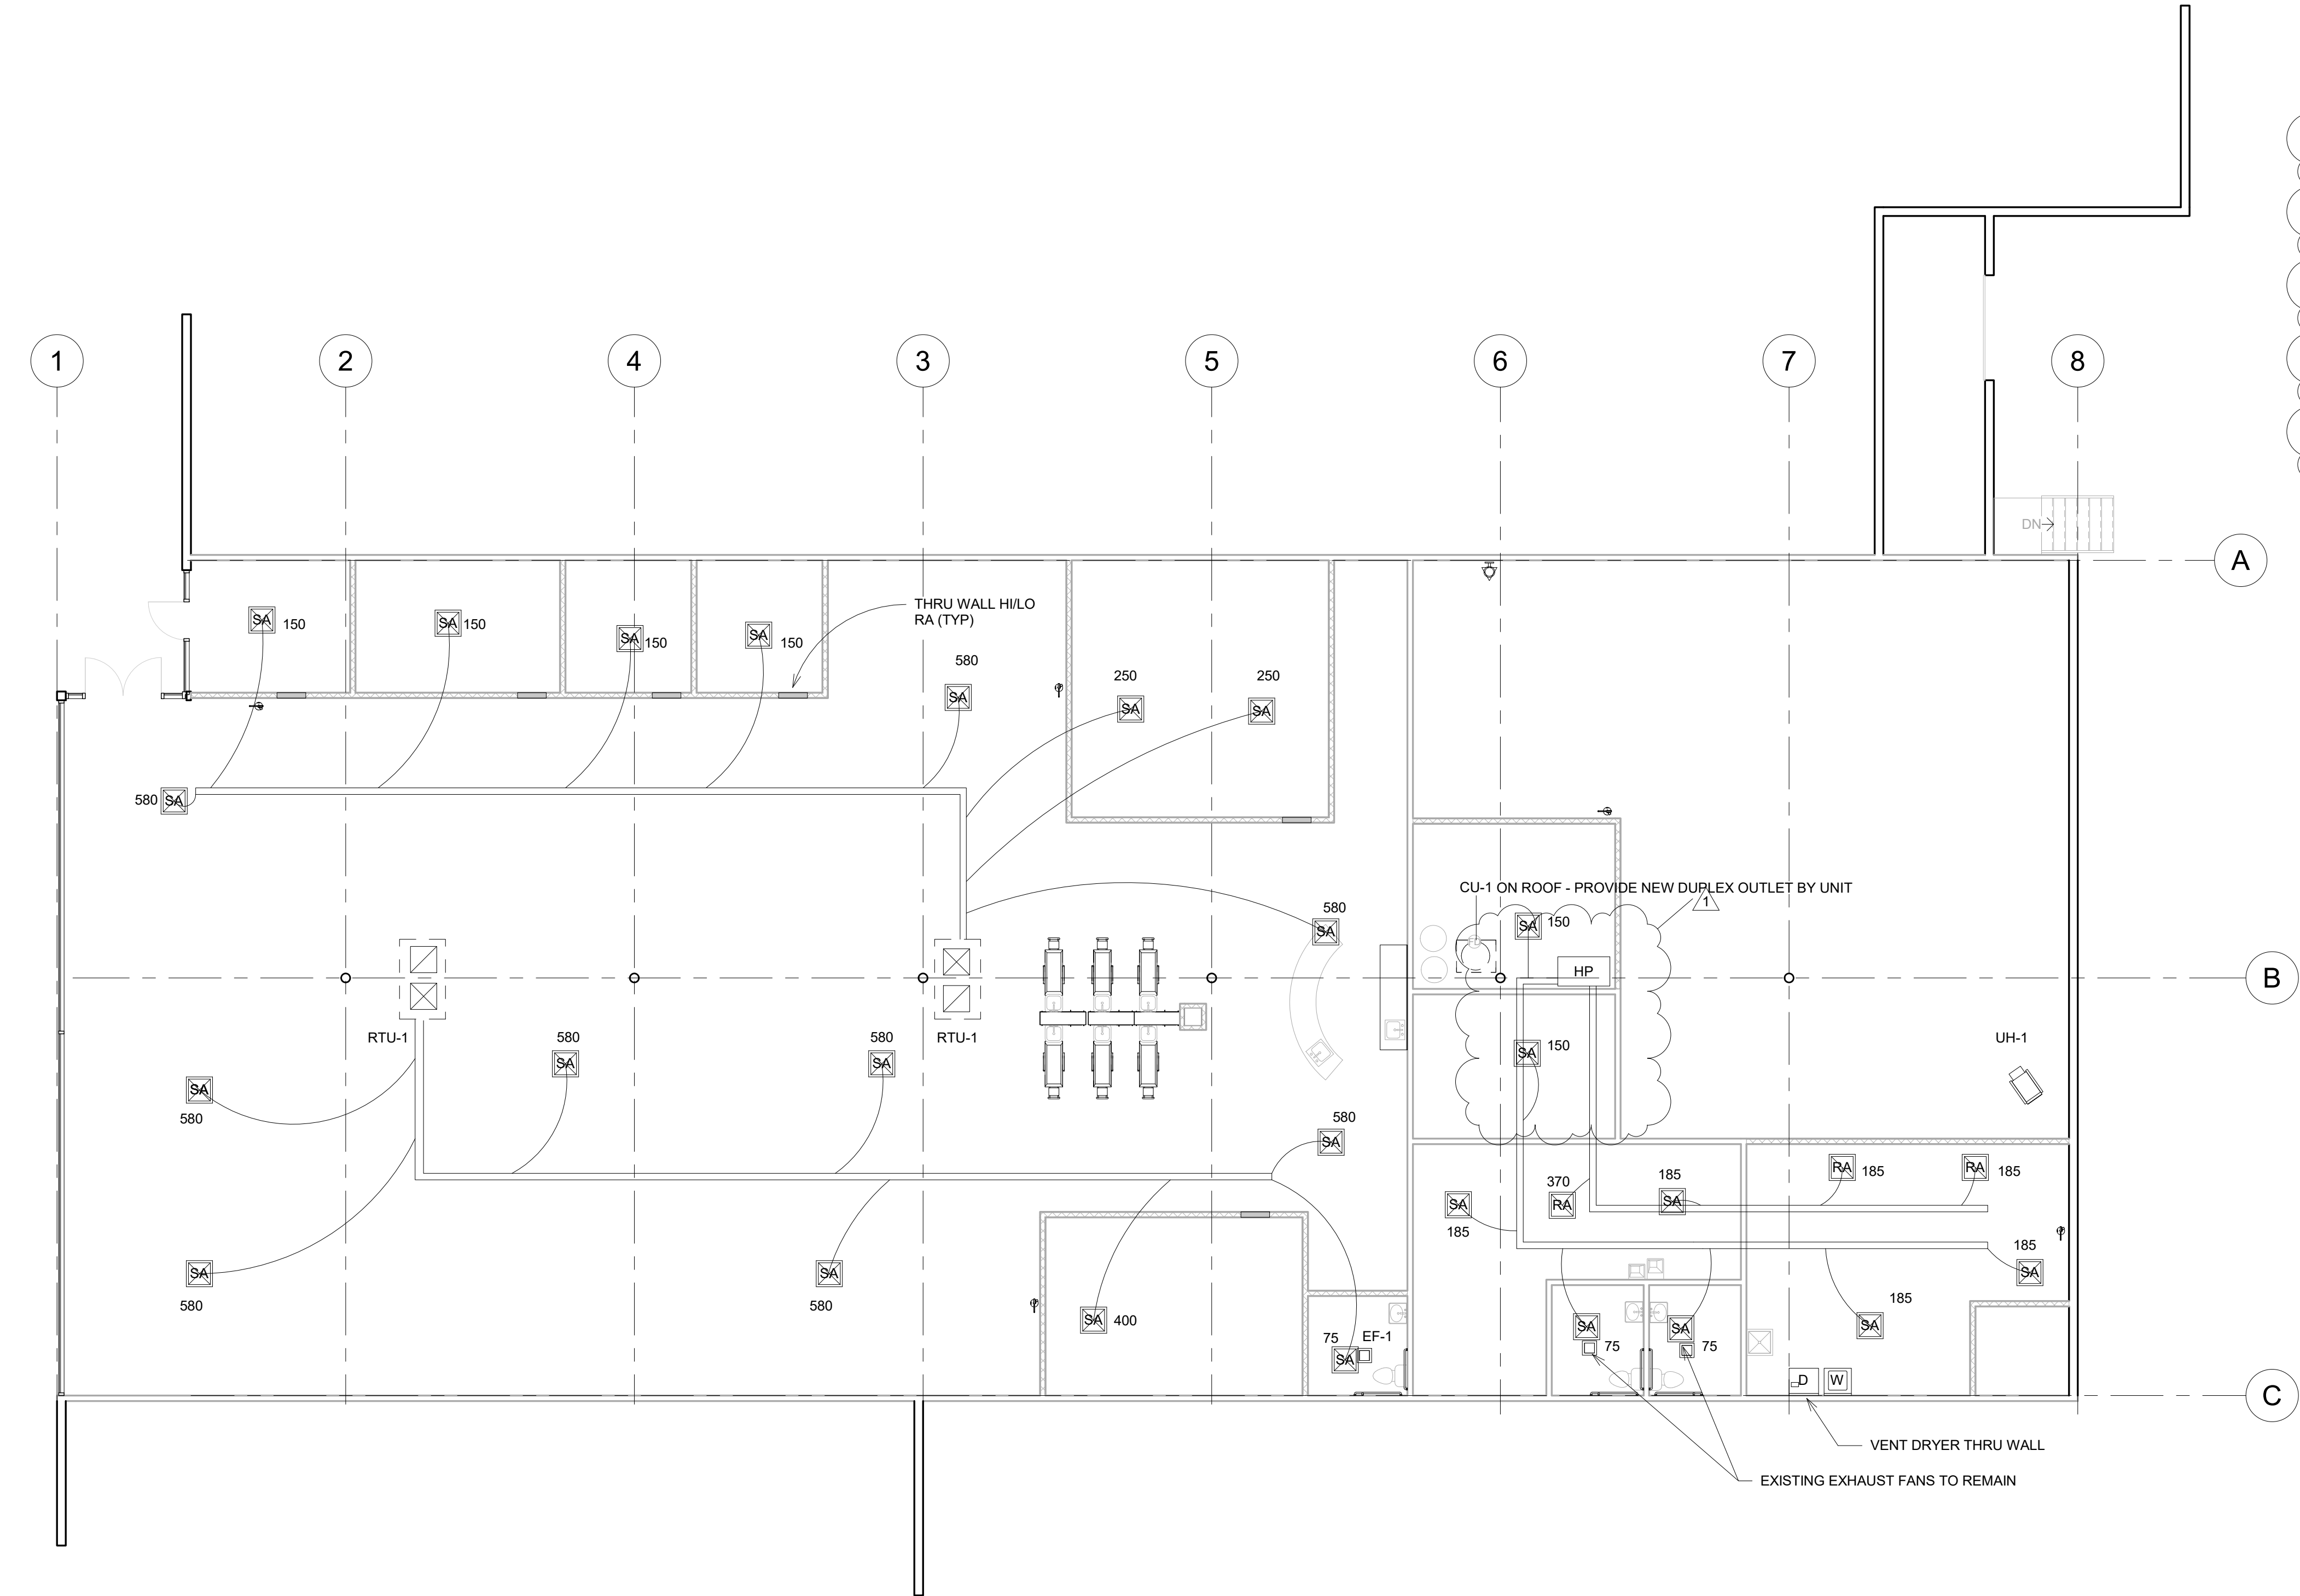 1
2
4
3
5
6
7
8
DN
A
SA 150
SA 150
SA 150
SA 150
THRU WALL HI/LO
RA (TYP)
580
SA
250
SA
250
SA
580 SA
CU-1 ON ROOF - PROVIDE NEW DUPLEX OUTLET BY UNIT
1
580
SA
SA 150
HP
B
RTU-1
RTU-1
580
SA
580
SA
SA 150
UH-1
SA
580
580
SA
RA 185
RA 185
370
RA
185
SA
SA
185
185
SA
SA
580
SA
580
SA 400
75
SA
EF-1
SA
75
SA
75
185
SA
D
W
C
VENT DRYER THRU WALL
EXISTING EXHAUST FANS TO REMAIN